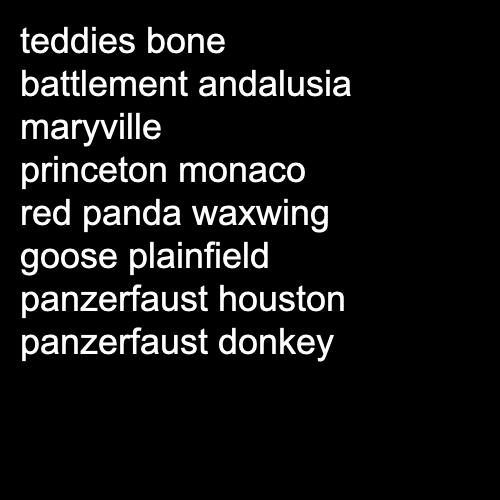 teddies bone
battlement andalusia
maryville
princeton monaco
red panda waxwing
goose plainfield
panzerfaust houston
panzerfaust donkey